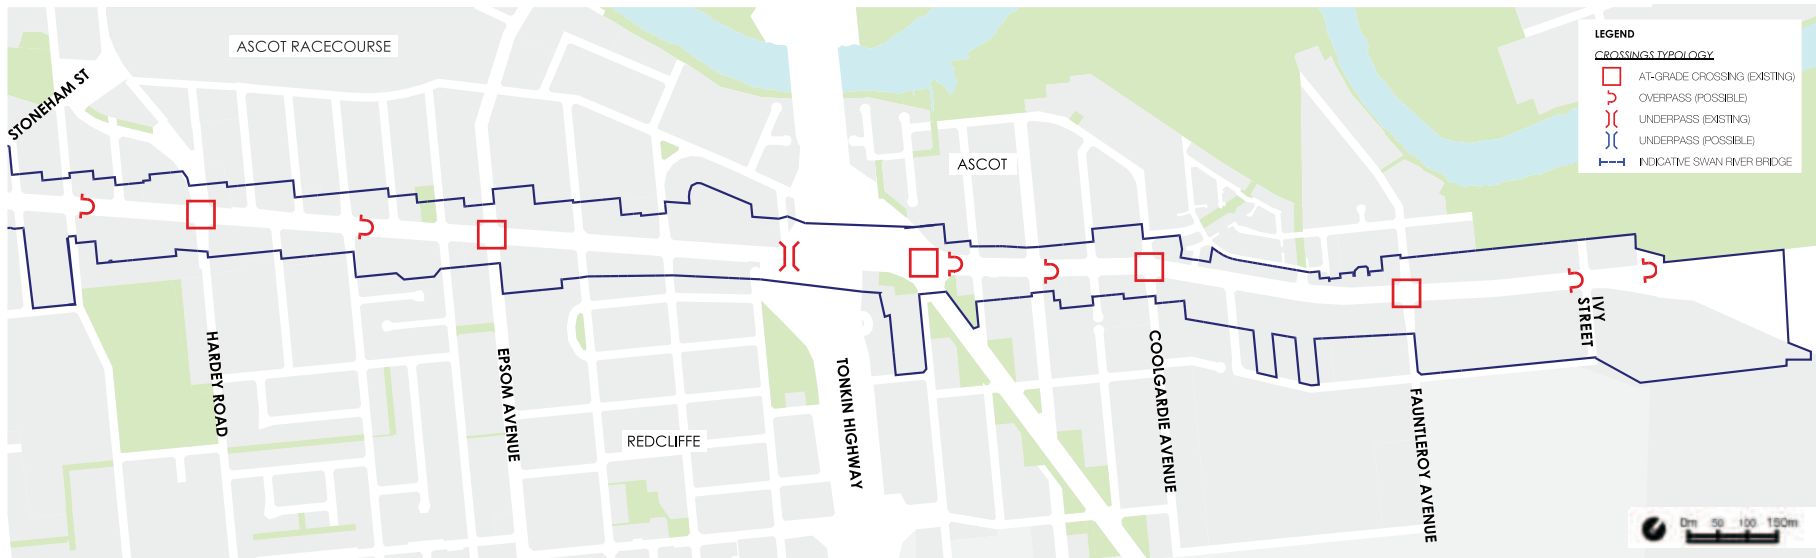 ASCOT RACECOURSE
STONEHAM ST
LEGEND
CROSSINGS TYPOLOGY
AT-GRADE CROSSING (EXISTING)
OVERPASS (POSSIBLE)
UNDERPASS (EXISTING)
UNDERPASS (POSSIBLE)
INDICATIVE SWAN RIVER BRIDGE
ASCOT
IVY
STREET
HARDEY ROAD
EPSOM AVENUE
TONKIN HIGHWAY
COOLGARDIE AVENUE
FAUNTLEROY AVENUE
REDCLIFFE
0m 50 100 150m